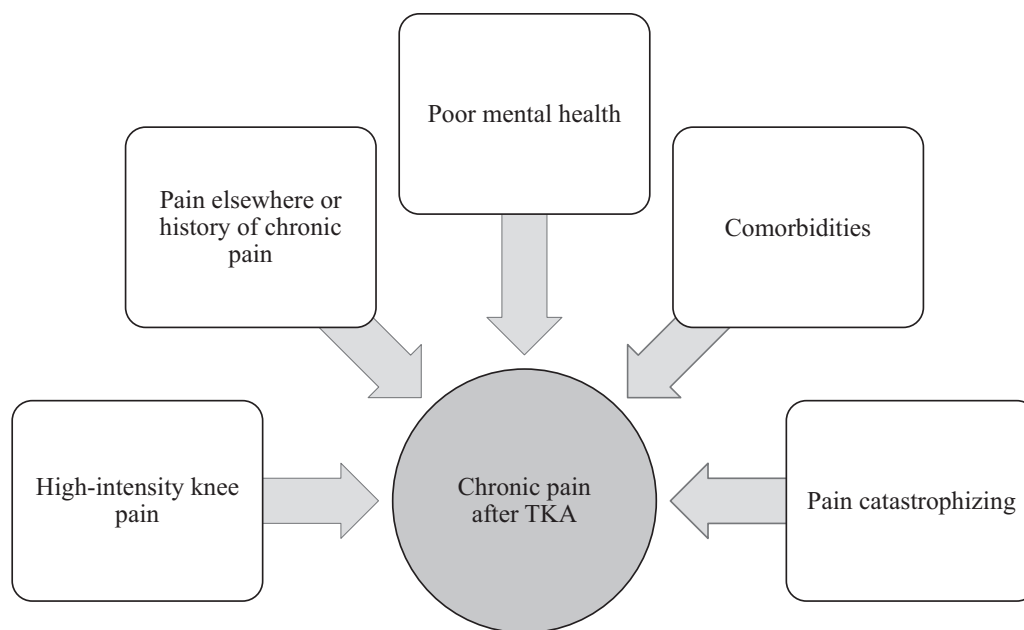 Poor mental health
Pain elsewhere or
history of chronic
pain
Comorbidities
High-intensity knee
pain
Chronic pain
after TKA
Pain catastrophizing